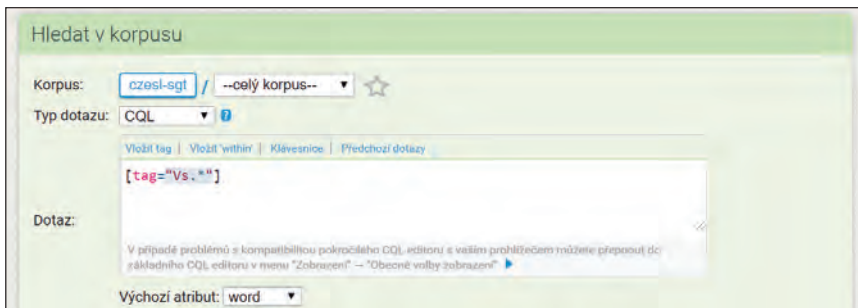 Hledat v korpusu
Korpus: czesl-sgt / --celý korpus--
Typ dotazu: CQL
Vložit tag | Vložit 'within' | Klávesnice | Předchozí dotazy
[tag="Vs.*"]
Dotaz:
V případě problémů s kompatibilitou pokročilého CQL editoru s vaším prohlížečem můžete přepnout do
základního CQL editoru v menu "Zobrazení" – "Obecné volby zobrazení"
Výchozí atribut: word